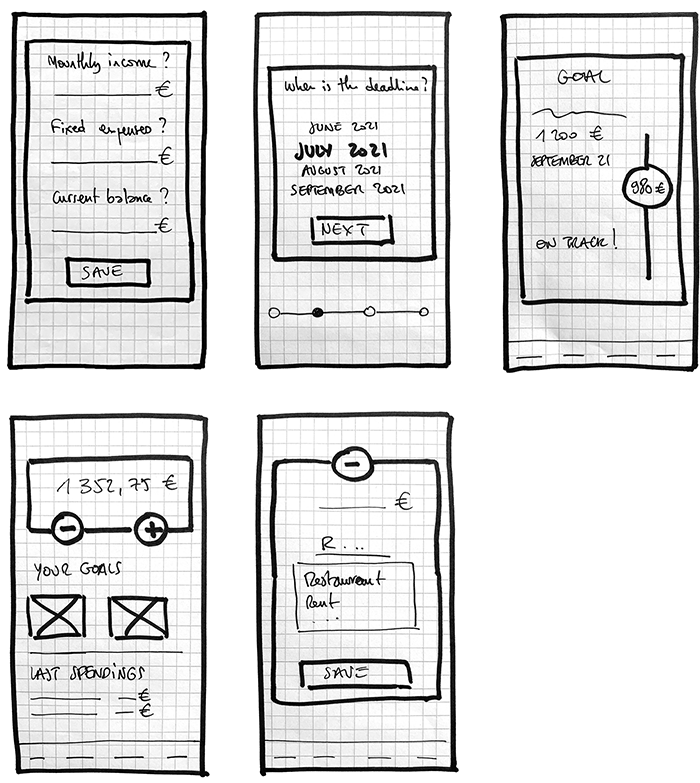 Monthly income ?
€
Fixed expenses ?
€
Current balance ?
€
SAVE
When is the deadline?
JUNE 2021
JULY 2021
AUGUST 2021
SEPTEMBER 2021
NEXT
GOAL
1 200 €
SEPTEMBER 21
980 €
ON TRACK!
1 352,75 €
- +
YOUR GOALS
LAST SPENDINGS
€
€
-
€
R...
Restaurant
Rent
...
SAVE